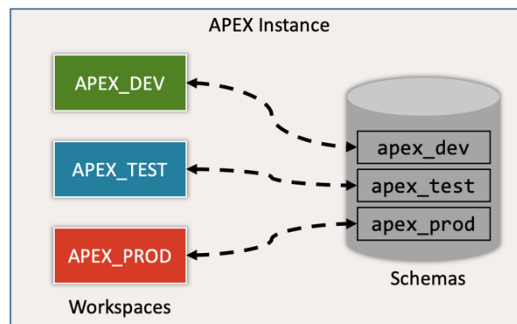 APEX Instance
APEX_DEV
APEX_TEST
APEX_PROD
Workspaces
apex_dev
apex_test
apex_prod
Schemas